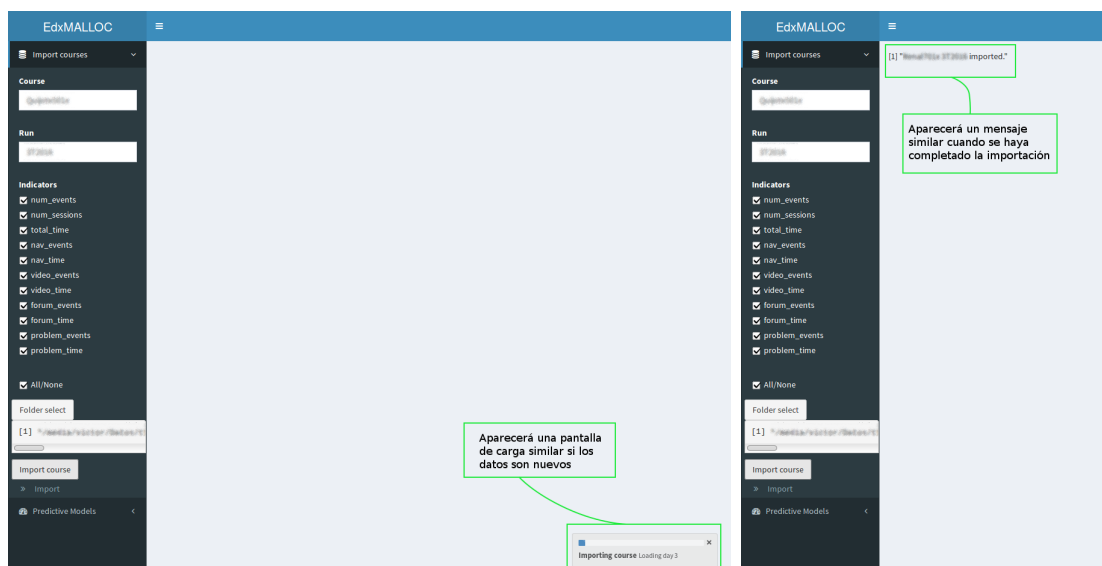 EdxMALLOC
Import courses
Course
Run
Indicators
num_events
num_sessions
total_time
nav_events
nav_time
video_events
video_time
forum_events
forum_time
problem_events
problem_time
All/None
Folder select
[1]
Import course
» Import
Predictive Models
Aparecerá una pantalla
de carga similar si los
datos son nuevos
Importing course Loading day 3
EdxMALLOC
Import courses
Course
Run
Indicators
num_events
num_sessions
total_time
nav_events
nav_time
video_events
video_time
forum_events
forum_time
problem_events
problem_time
All/None
Folder select
[1]
Import course
» Import
Predictive Models
[1] " imported."
Aparecerá un mensaje
similar cuando se haya
completado la importación